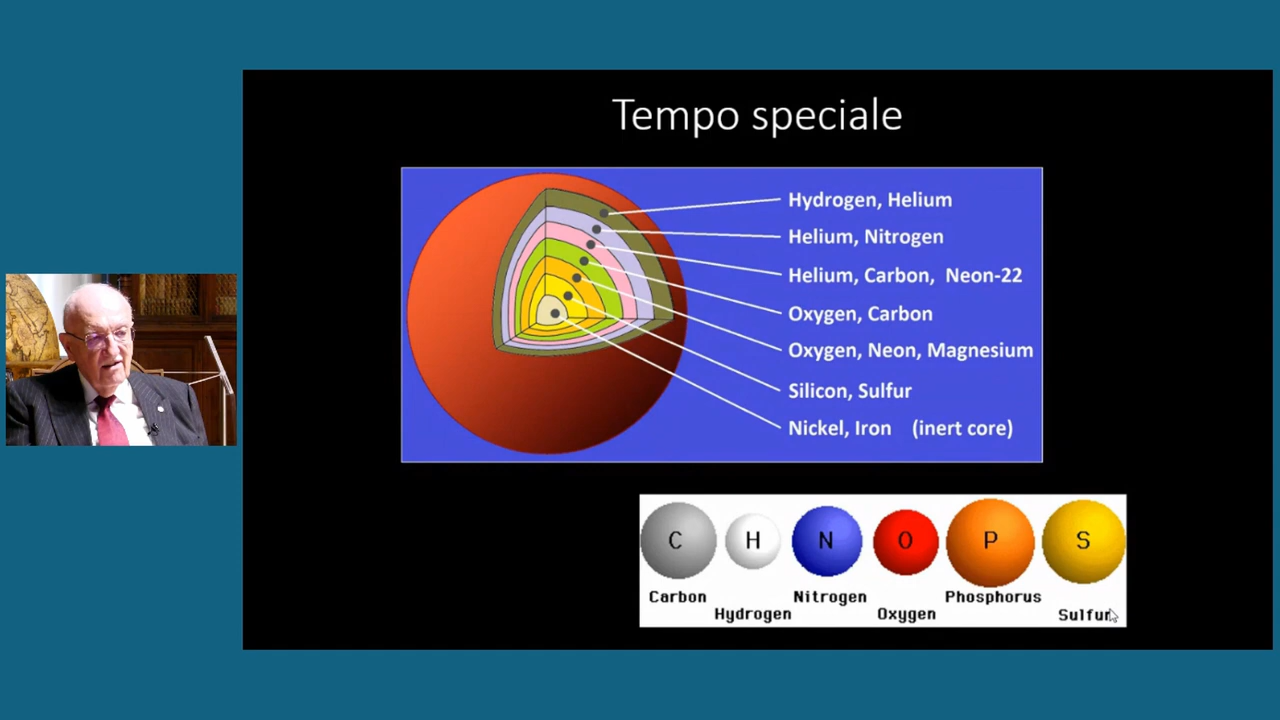 Tempo speciale
Hydrogen, Helium
Helium, Nitrogen
Helium, Carbon, Neon-22
Oxygen, Carbon
Oxygen, Neon, Magnesium
Silicon, Sulfur
Nickel, Iron (inert core)
C H N O P S
Carbon Nitrogen Phosphorus
Hydrogen Oxygen Sulfur